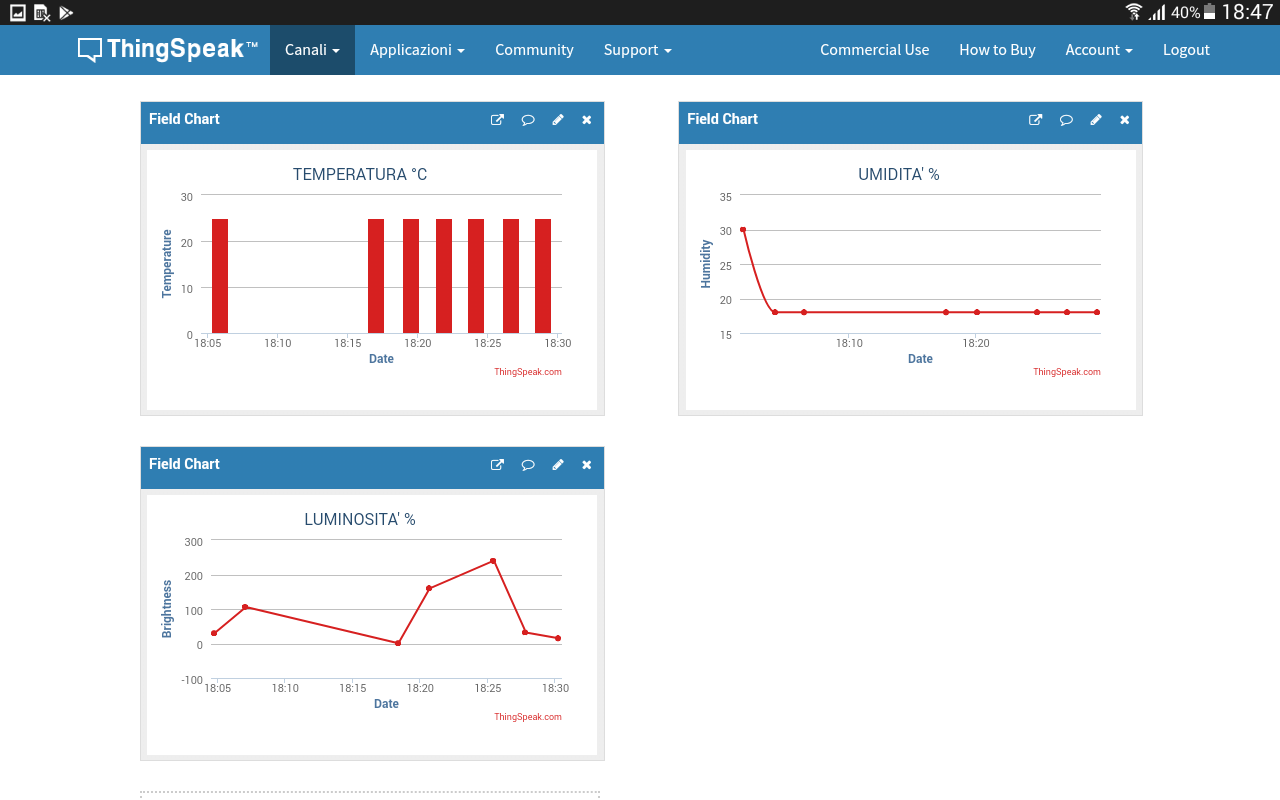 40% 18:47
ThingSpeak™ Canali Applicazioni Community Support Commercial Use How to Buy Account Logout
Field Chart
TEMPERATURA °C
Temperature
30
20
10
0
18:05 18:10 18:15 18:20 18:25 18:30
Date
ThingSpeak.com
Field Chart
UMIDITA' %
Humidity
35
30
25
20
15
18:10 18:20
Date
ThingSpeak.com
Field Chart
LUMINOSITA' %
Brightness
300
200
100
0
-100
18:05 18:10 18:15 18:20 18:25 18:30
Date
ThingSpeak.com